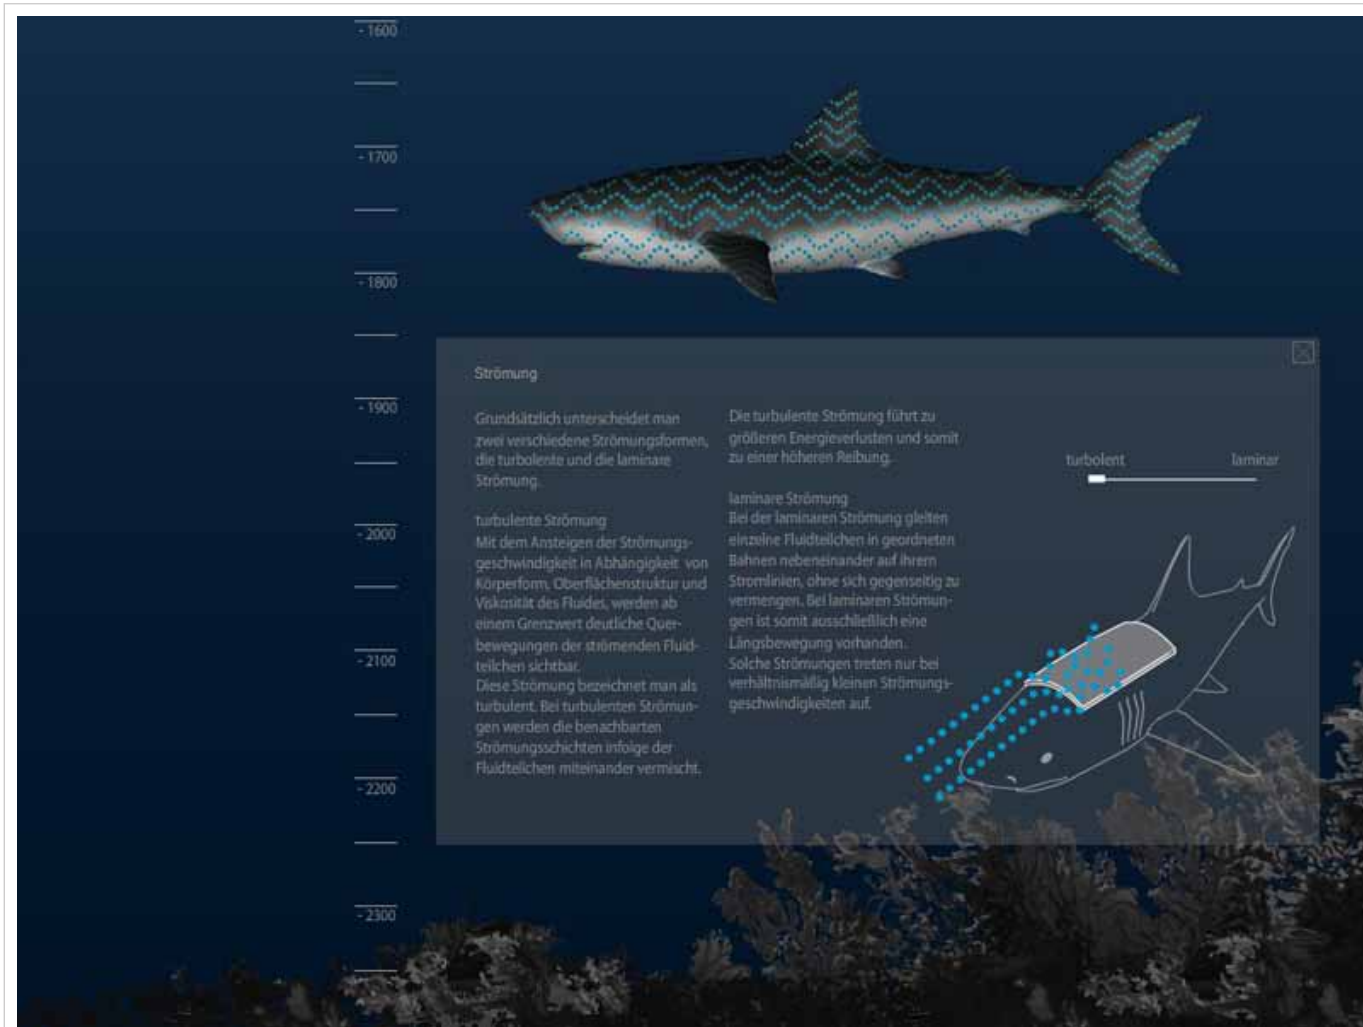 - 1600
- 1700
- 1800
- 1900
- 2000
- 2100
- 2200
- 2300
Strömung
Grundsätzlich unterscheidet man
zwei verschiedene Strömungsformen,
die turbolente und die laminare
Strömung.
turbulente Strömung
Mit dem Ansteigen der Strömungs-
geschwindigkeit in Abhängigkeit von
Körperform, Oberflächenstruktur und
Viskosität des Fluides, werden ab
einem Grenzwert deutliche Quer-
bewegungen der strömenden Fluid-
teilchen sichtbar.
Diese Strömung bezeichnet man als
turbulent. Bei turbulenten Strömun-
gen werden die benachbarten
Strömungsschichten infolge der
Fluidteilchen miteinander vermischt.
Die turbulente Strömung führt zu
größeren Energieverlusten und somit
zu einer höheren Reibung.
laminare Strömung
Bei der laminaren Strömung gleiten
einzelne Fluidteilchen in geordneten
Bahnen nebeneinander auf ihrern
Stromlinien, ohne sich gegenseitig zu
vermengen. Bei laminaren Strömun-
gen ist somit ausschließlich eine
Längsbewegung vorhanden.
Solche Strömungen treten nur bei
verhältnismäßig kleinen Strömungs-
geschwindigkeiten auf.
turbolent
laminar